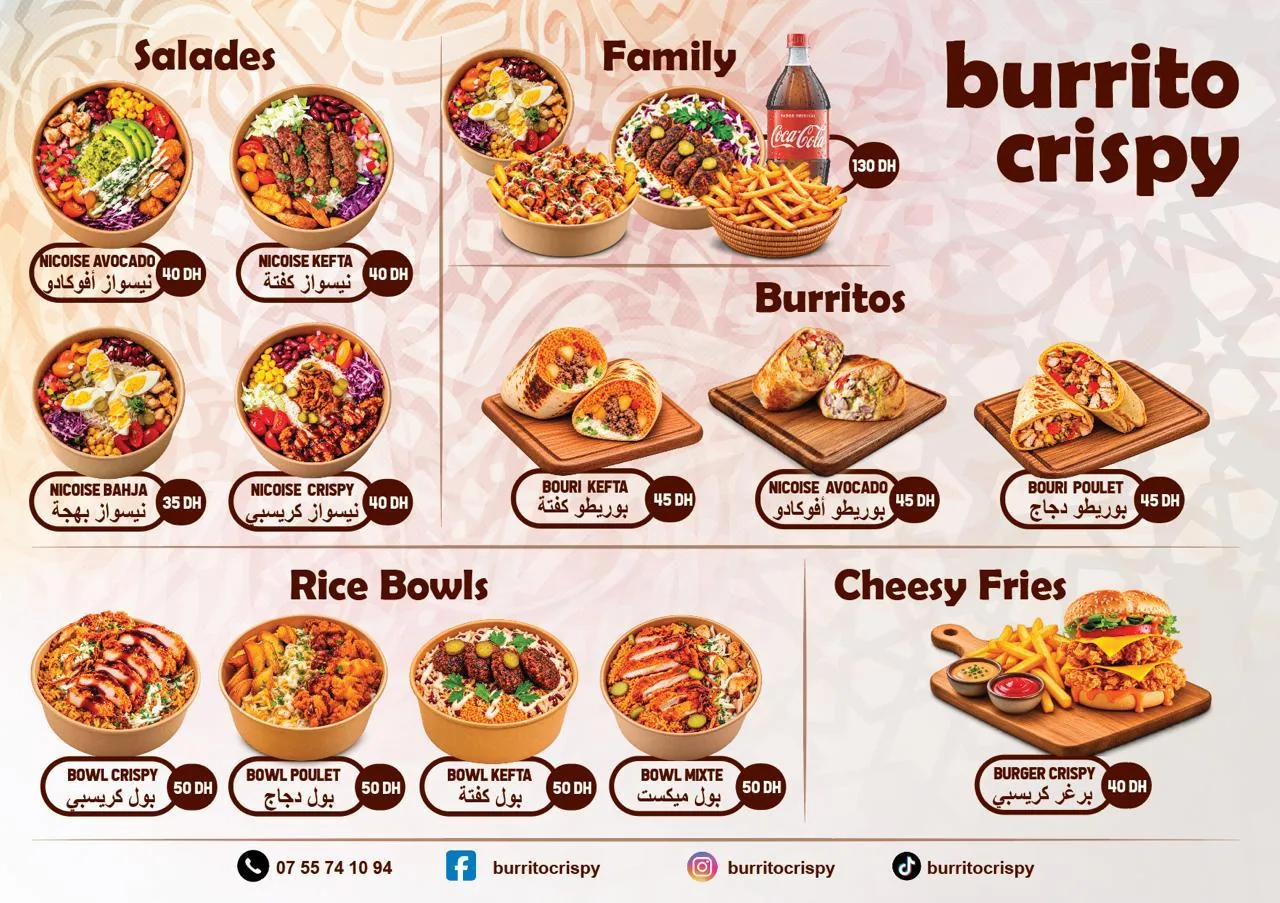 Salades
NICOISE AVOCADO
نيسواز أفوكادو
40 DH
NICOISE KEFTA
نيسواز كفتة
40 DH
NICOISE BAHJA
نيسواز بهجة
35 DH
NICOISE CRISPY
نيسواز كريسبي
40 DH
Family
Coca-Cola
130 DH
burrito
crispy
Burritos
BOURI KEFTA
بوريطو كفتة
45 DH
NICOISE AVOCADO
بوريطو أفوكادو
45 DH
BOURI POULET
بوريطو دجاج
45 DH
Rice Bowls
BOWL CRISPY
بول كريسبي
50 DH
BOWL POULET
بول دجاج
50 DH
BOWL KEFTA
بول كفتة
50 DH
BOWL MIXTE
بول ميكست
50 DH
Cheesy Fries
BURGER CRISPY
برغر كريسبي
40 DH
07 55 74 10 94
burritocrispy
burritocrispy
burritocrispy